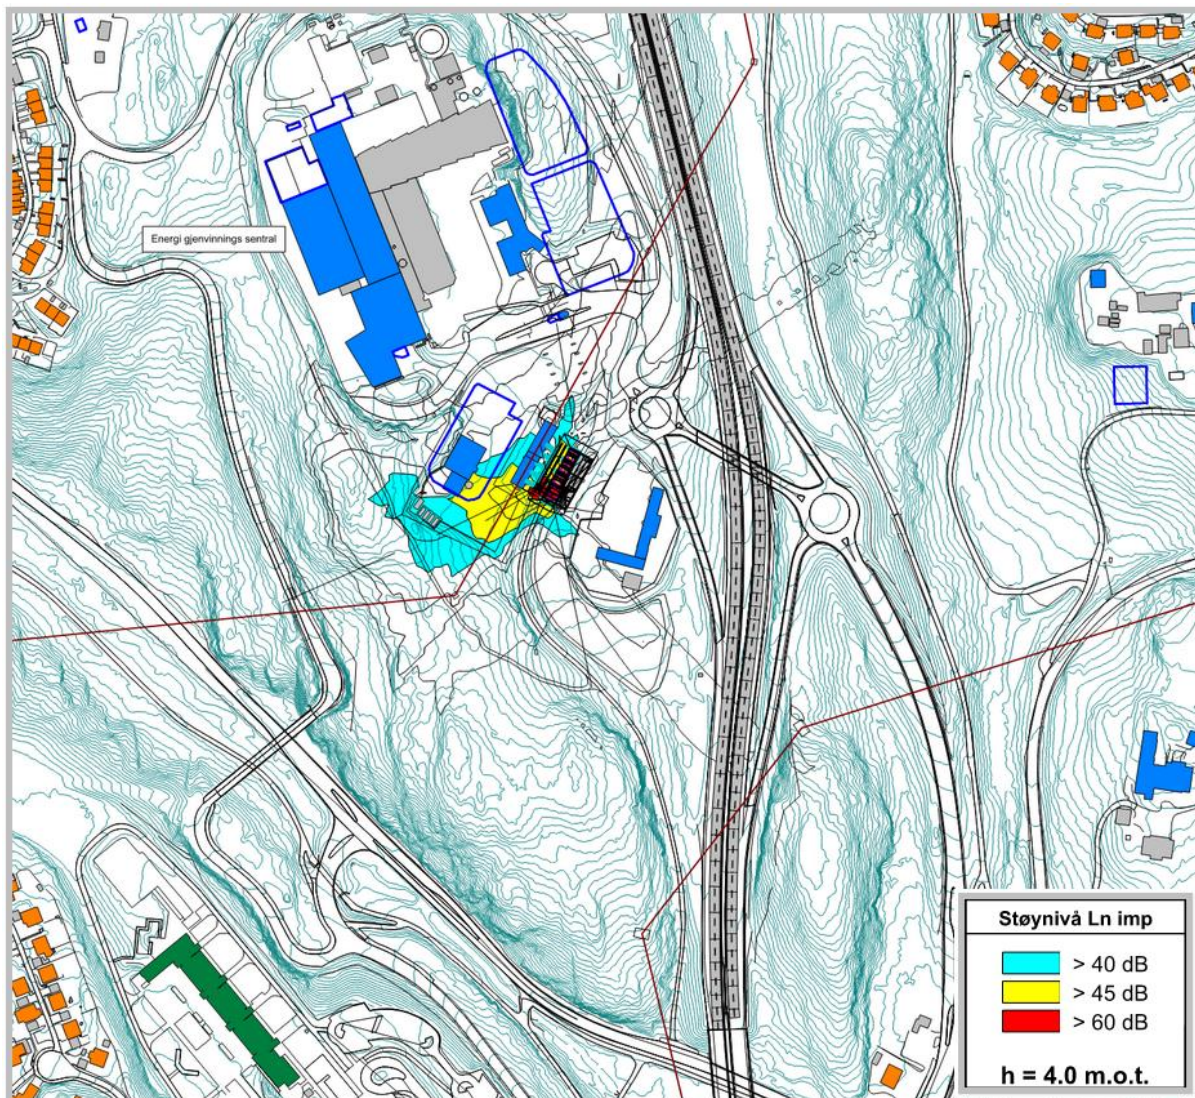 Energi gjenvinnings sentral
Støynivå Ln imp
> 40 dB
> 45 dB
> 60 dB
h = 4.0 m.o.t.